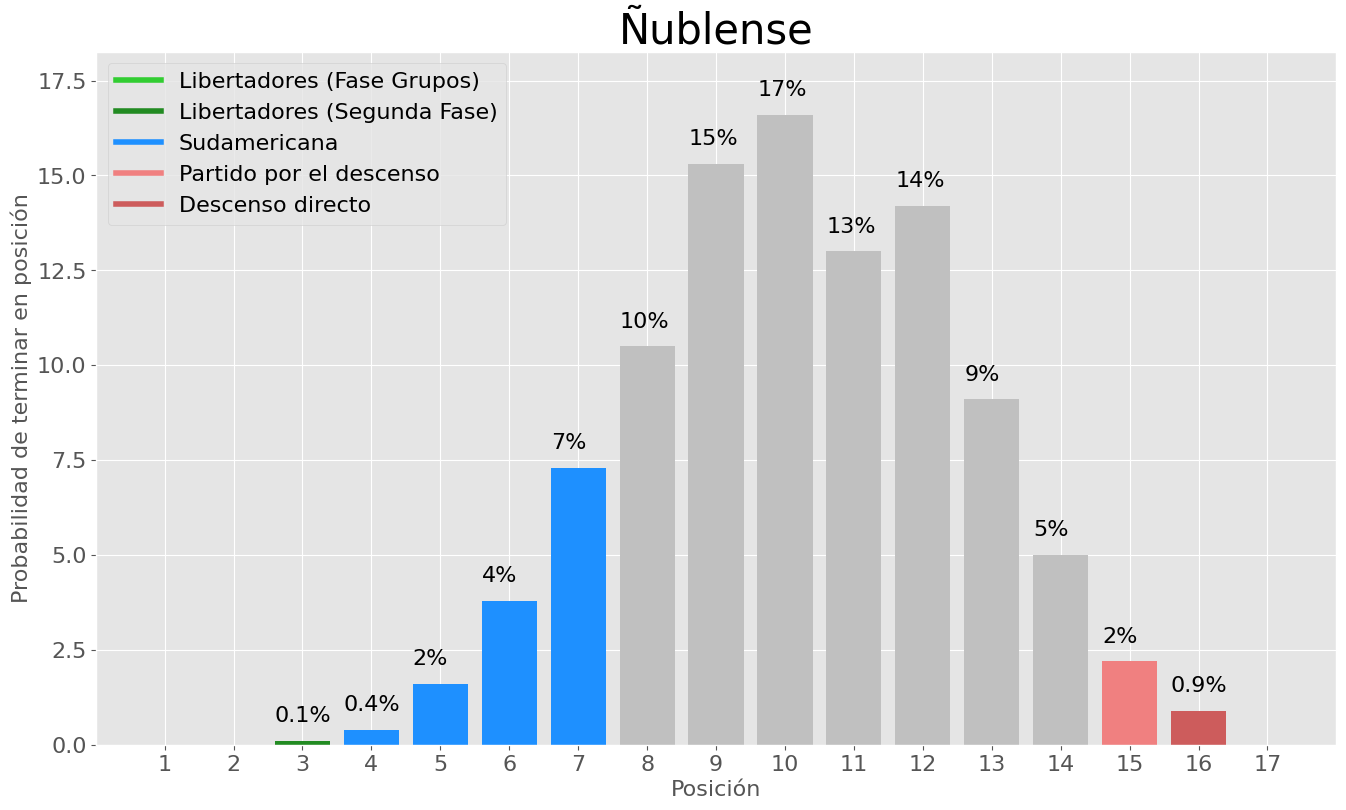 Ñublense
Libertadores (Fase Grupos)
Libertadores (Segunda Fase)
Sudamericana
Partido por el descenso
Descenso directo
Probabilidad de terminar en posición
17.5
15.0
12.5
10.0
7.5
5.0
2.5
0.0
0.1%
0.4%
2%
4%
7%
10%
15%
17%
13%
14%
9%
5%
2%
0.9%
1 2 3 4 5 6 7 8 9 10 11 12 13 14 15 16 17
Posición